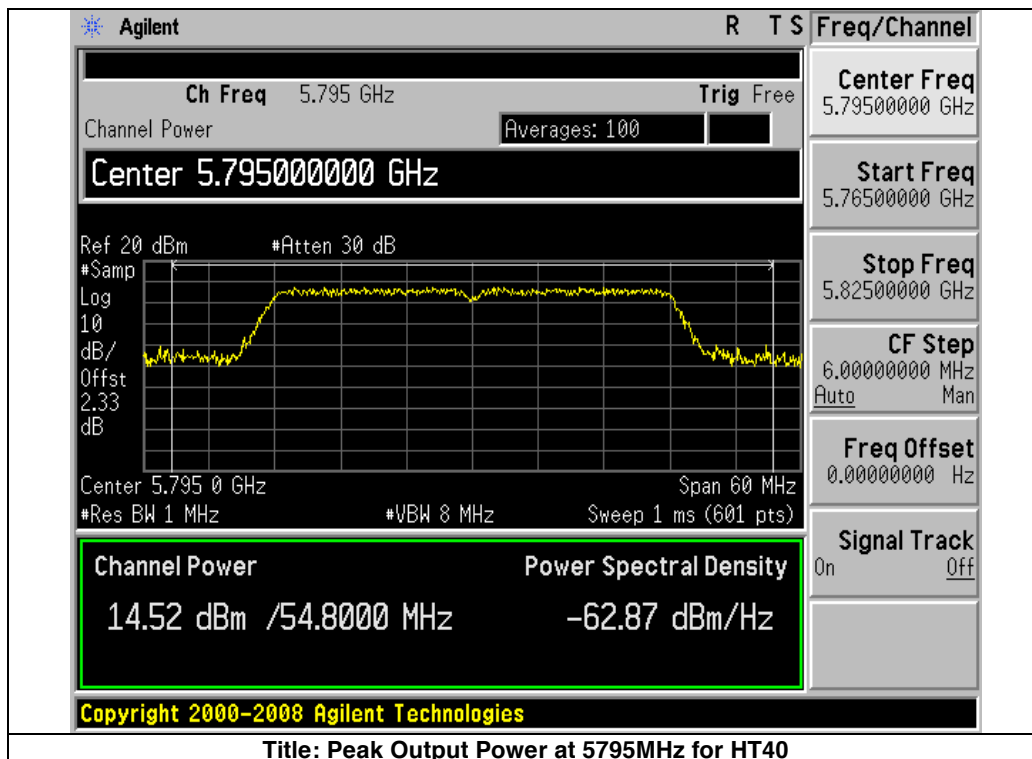 Agilent R T S Freq/Channel
Ch Freq 5.795 GHz Trig Free
Channel Power Averages: 100
Center 5.795000000 GHz
Ref 20 dBm #Atten 30 dB
#Samp
Log
10
dB/
Offst
2.33
dB
Center 5.795 0 GHz Span 60 MHz
#Res BW 1 MHz #VBW 8 MHz Sweep 1 ms (601 pts)
Channel Power Power Spectral Density
14.52 dBm /54.8000 MHz -62.87 dBm/Hz
Copyright 2000-2008 Agilent Technologies
Center Freq
5.79500000 GHz
Start Freq
5.76500000 GHz
Stop Freq
5.82500000 GHz
CF Step
6.00000000 MHz
Auto Man
Freq Offset
0.00000000 Hz
Signal Track
On Off
Title: Peak Output Power at 5795MHz for HT40